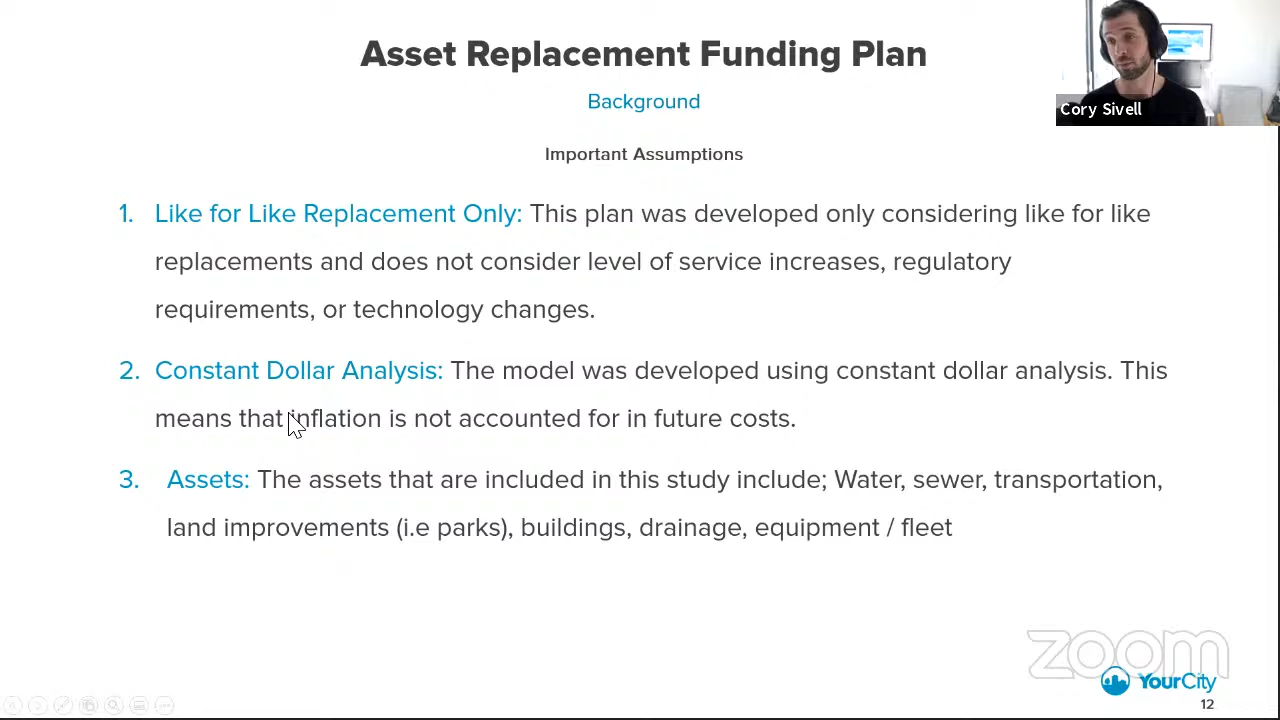 Asset Replacement Funding Plan
Background
Cory Sivell
Important Assumptions
1. Like for Like Replacement Only: This plan was developed only considering like for like
replacements and does not consider level of service increases, regulatory
requirements, or technology changes.
2. Constant Dollar Analysis: The model was developed using constant dollar analysis. This
means that inflation is not accounted for in future costs.
3. Assets: The assets that are included in this study include; Water, sewer, transportation,
land improvements (i.e parks), buildings, drainage, equipment / fleet
zoom
YourCity
12